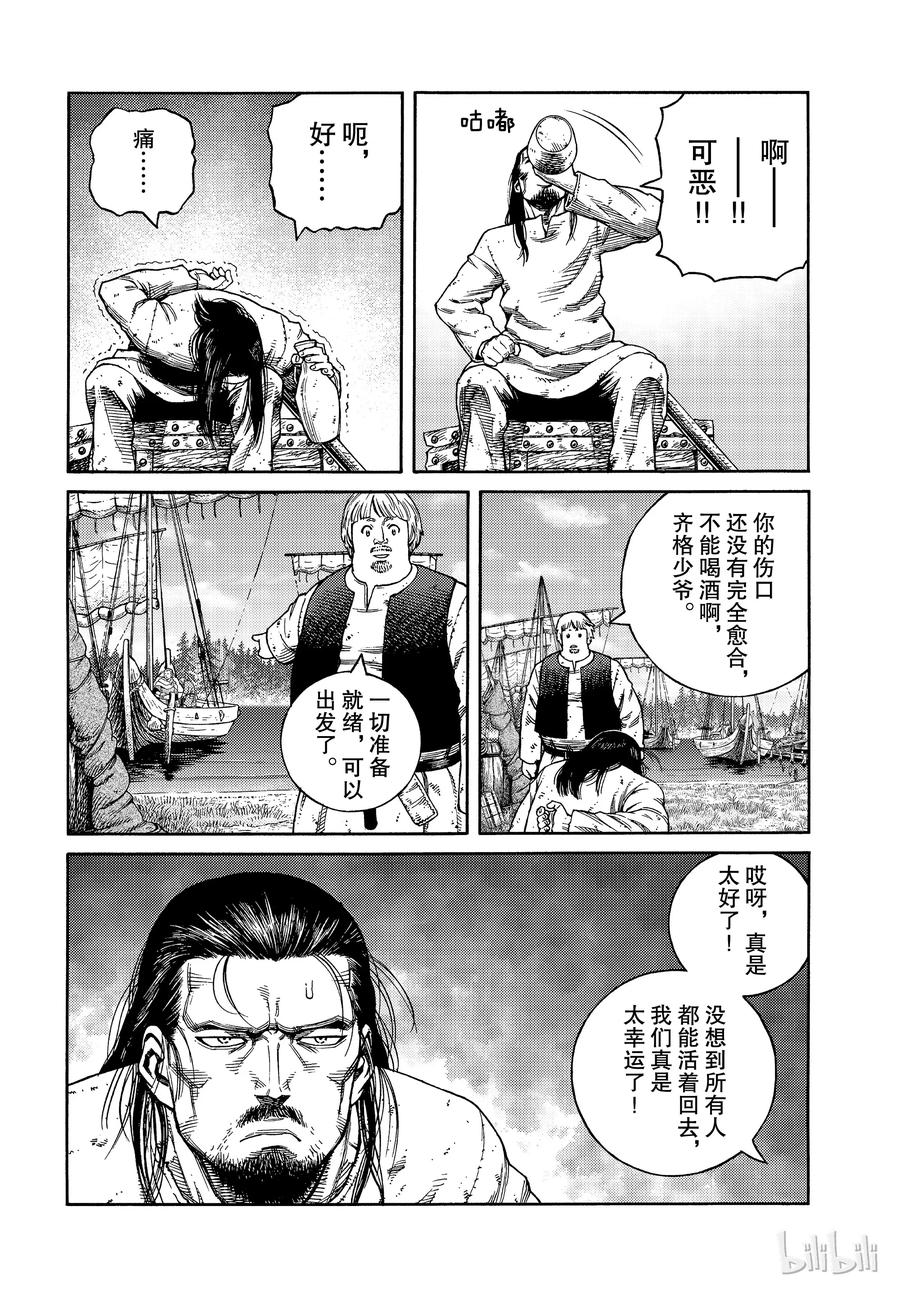 啊——
——!!
可恶!!
咕嘟
呃,
好……
痛……
你的伤口
还没有完全愈合,
不能喝酒啊,
齐格少爷。
一切准备
就绪,可以
出发了。
哎呀,真是
太好了!
没想到所有人
都能活着回去,
我们真是
太幸运了!
bilibili